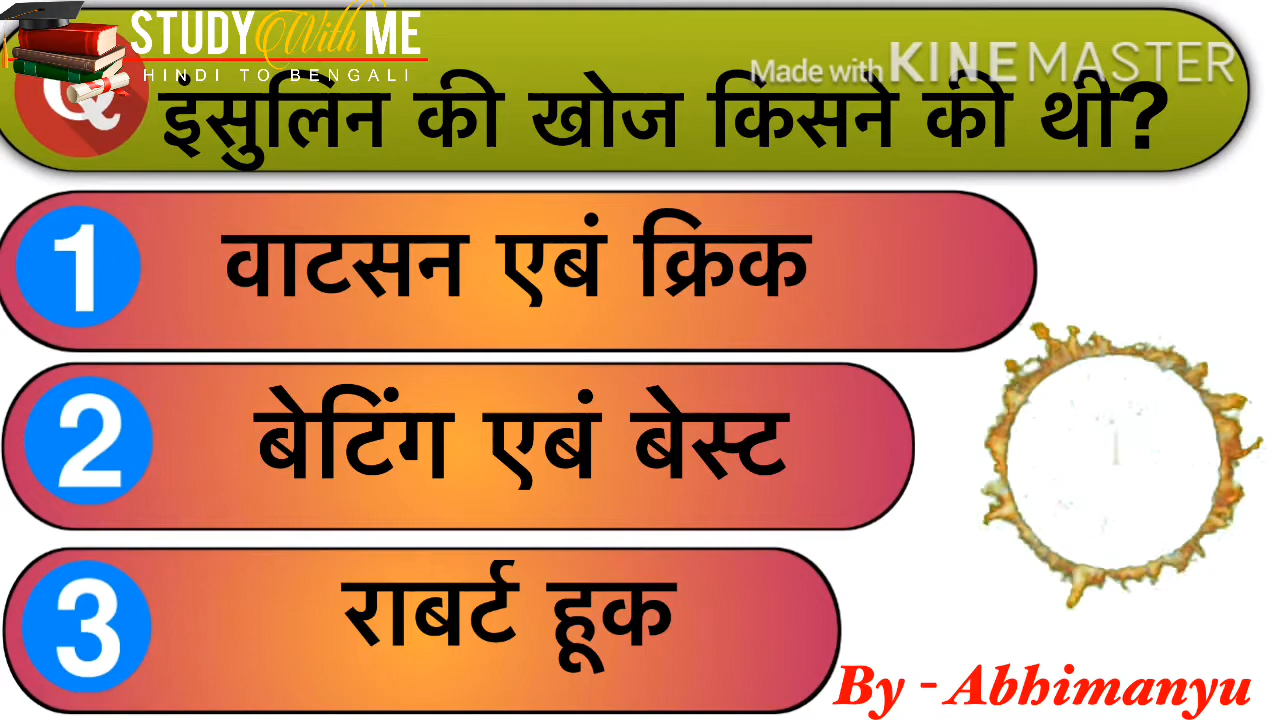 STUDY With ME
HINDI TO BENGALI
Made with KINEMASTER
Q
इंसुलिन की खोज किसने की थी?
1 वाटसन एबं क्रिक
2 बेटिंग एबं बेस्ट
3 राबर्ट हूक
By - Abhimanyu